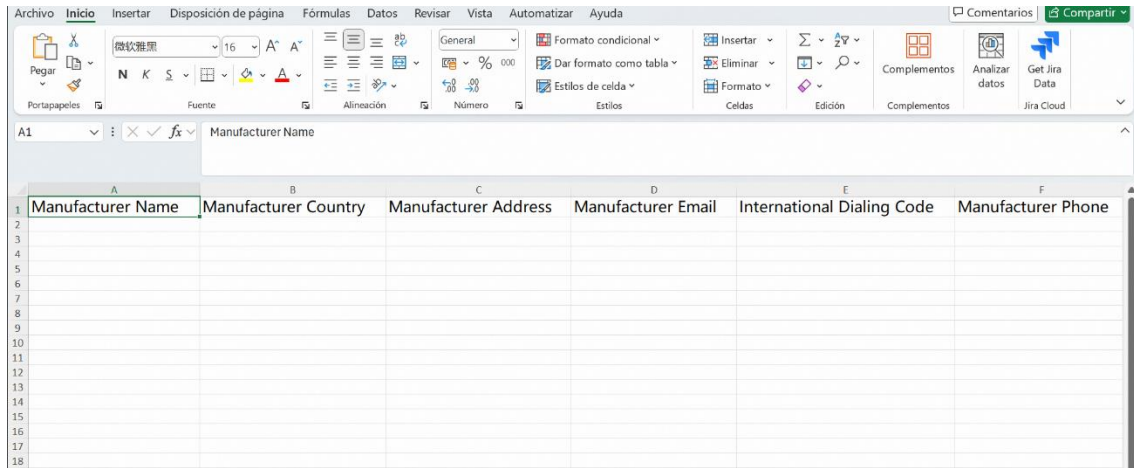 Archivo Inicio Insertar Disposición de página Fórmulas Datos Revisar Vista Automatizar Ayuda Comentarios Compartir
微软雅黑 16 A A ab General Formato condicional Insertar Σ
Pegar N K S A % 000 Dar formato como tabla Eliminar Complementos Analizar datos Get Jira Data
Estilos de celda Formato
Portapapeles Fuente Alineación Número Estilos Celdas Edición Complementos Jira Cloud
A1 fx Manufacturer Name
A B C D E F
1 Manufacturer Name Manufacturer Country Manufacturer Address Manufacturer Email International Dialing Code Manufacturer Phone
2
3
4
5
6
7
8
9
10
11
12
13
14
15
16
17
18